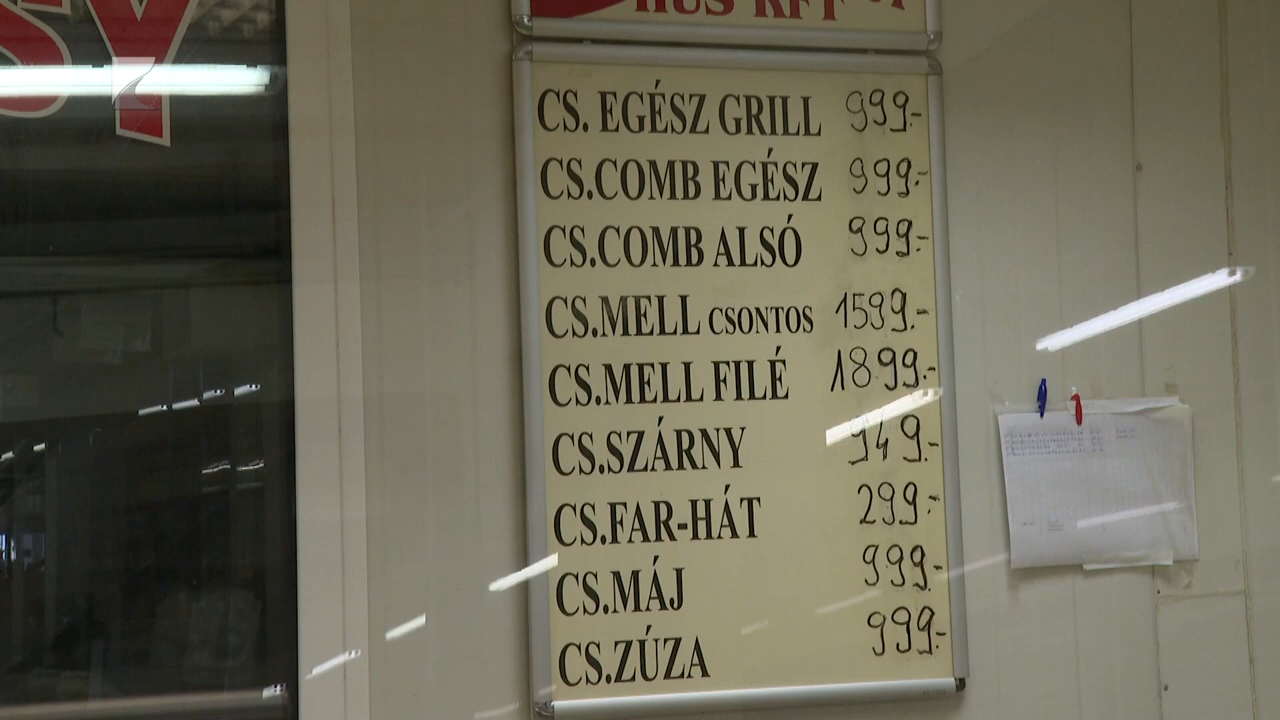 SY
HÚS KFT
CS. EGÉSZ GRILL 999.-
CS.COMB EGÉSZ 999.-
CS.COMB ALSÓ 999.-
CS.MELL CSONTOS 1599.-
CS.MELL FILÉ 1899.-
CS.SZÁRNY 949.-
CS.FAR-HÁT 299.-
CS.MÁJ 999.-
CS.ZÚZA 999.-